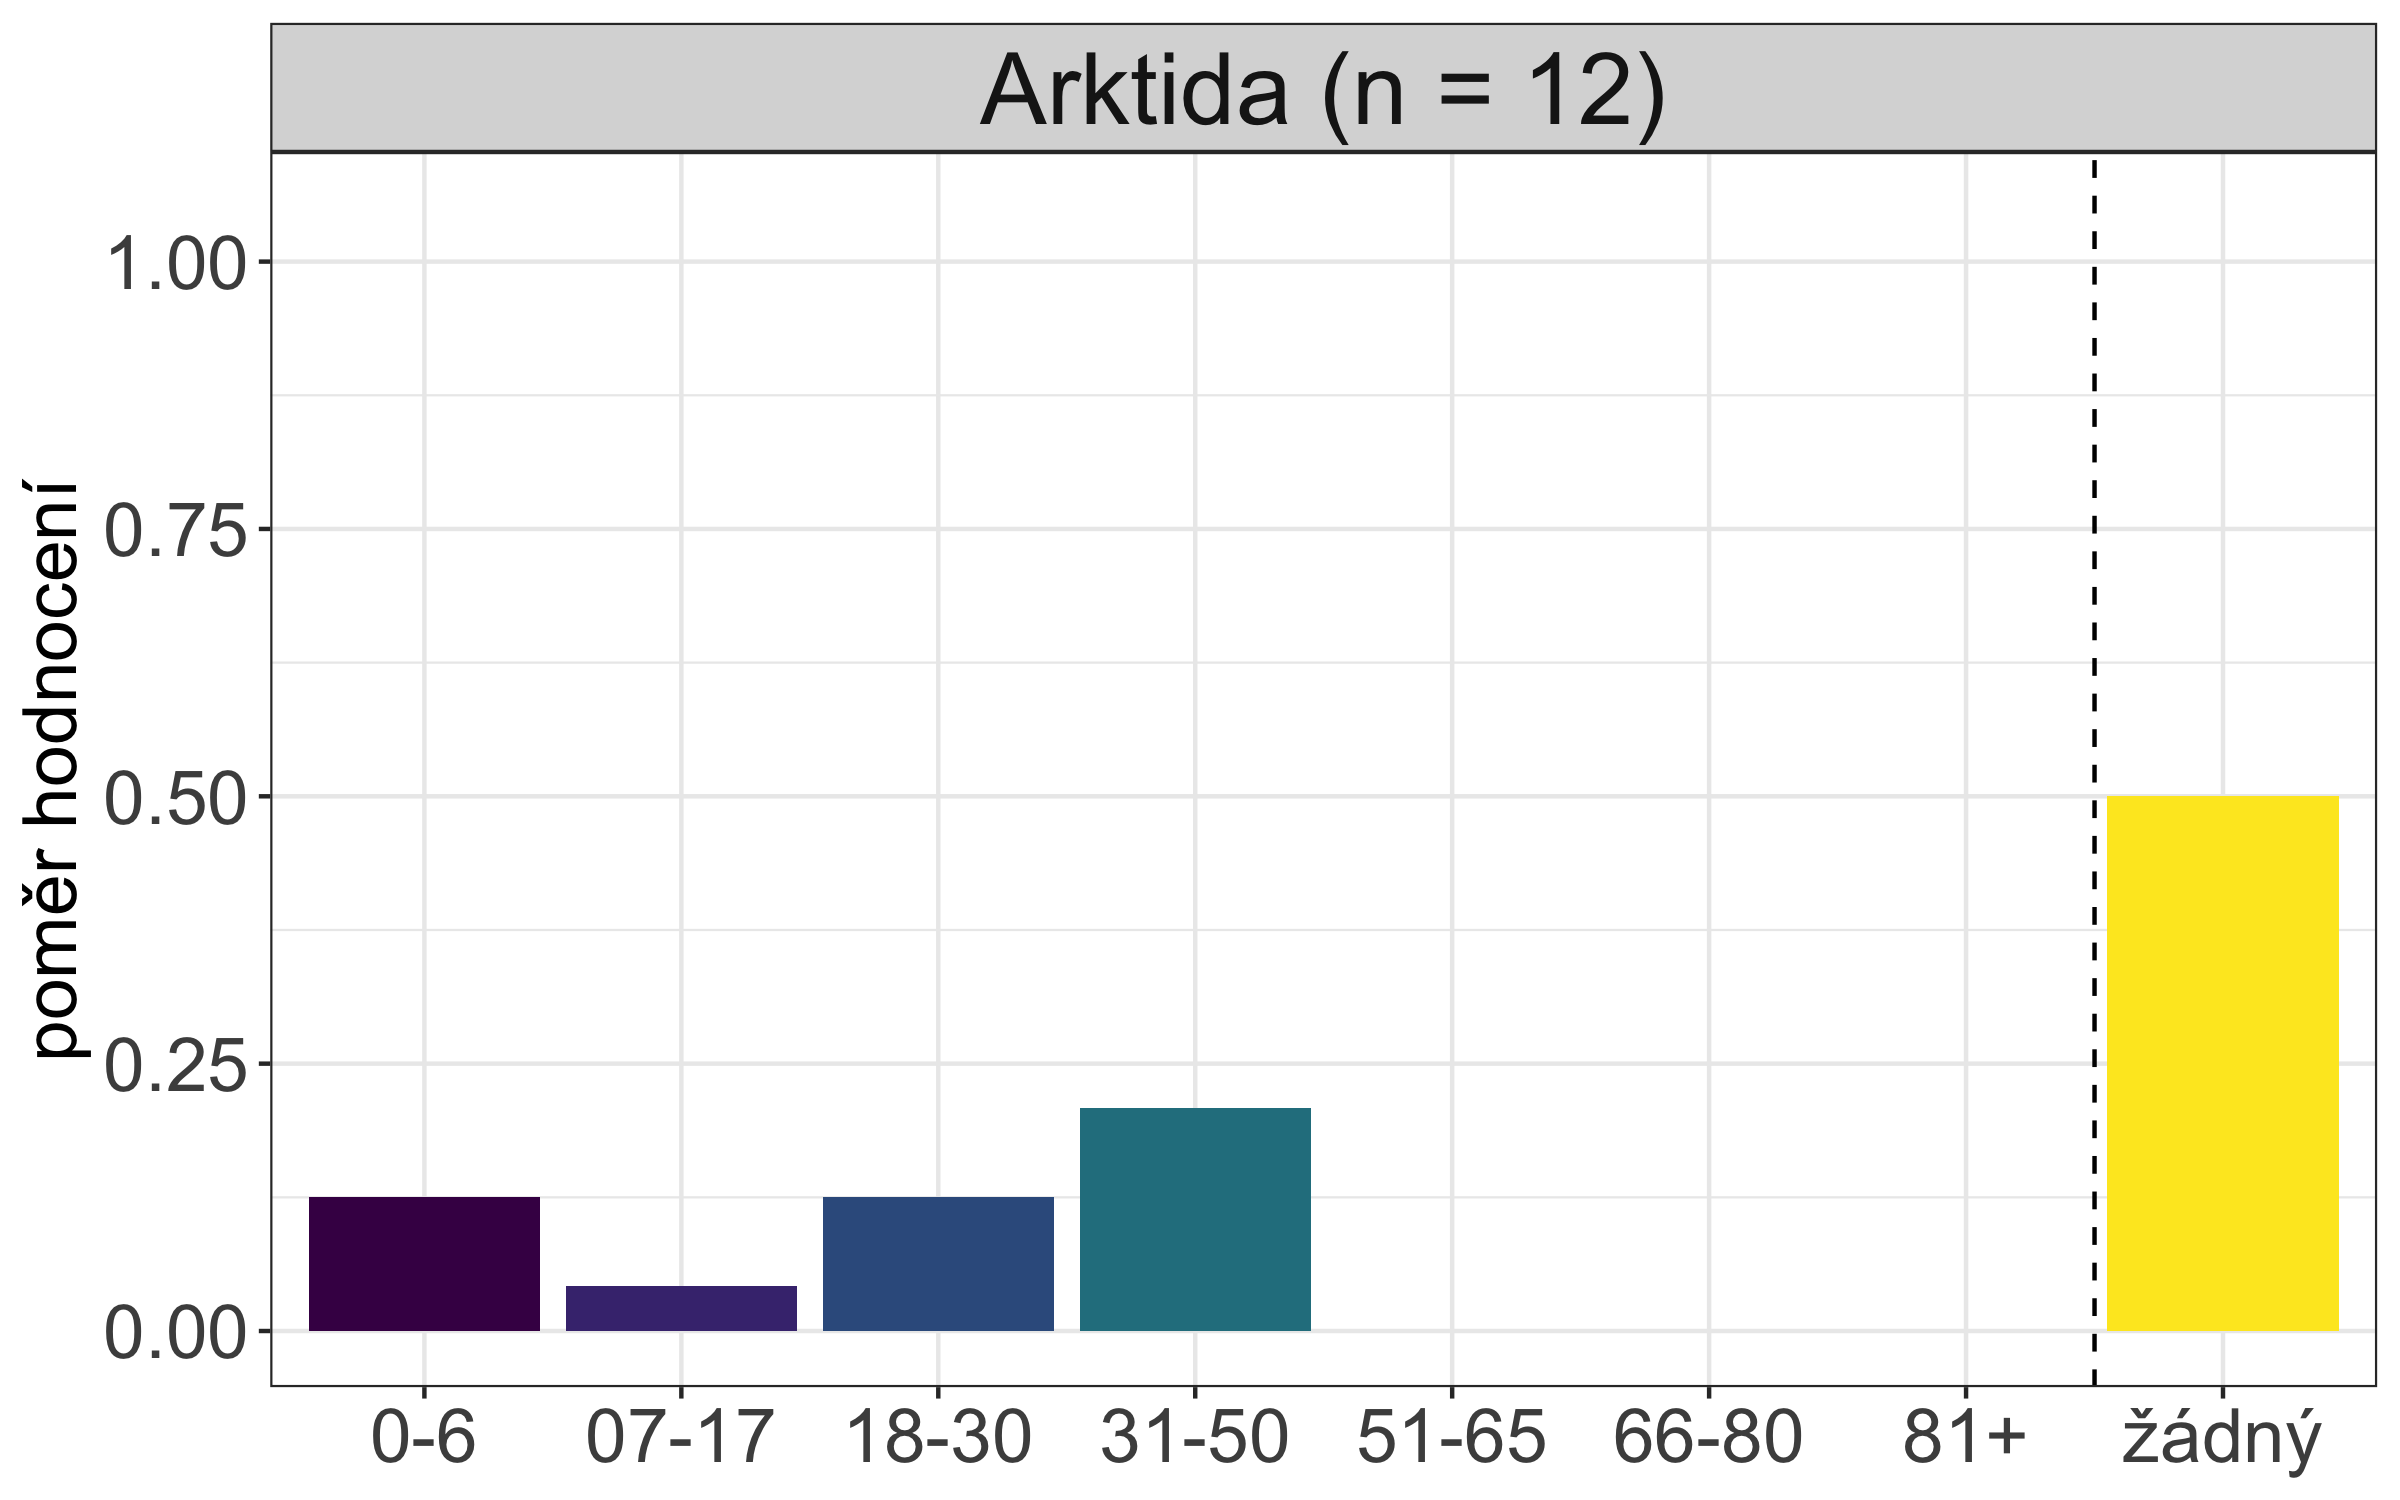 Arktida (n = 12)
poměr hodnocení
1.00
0.75
0.50
0.25
0.00
0-6 07-17 18-30 31-50 51-65 66-80 81+ žádný